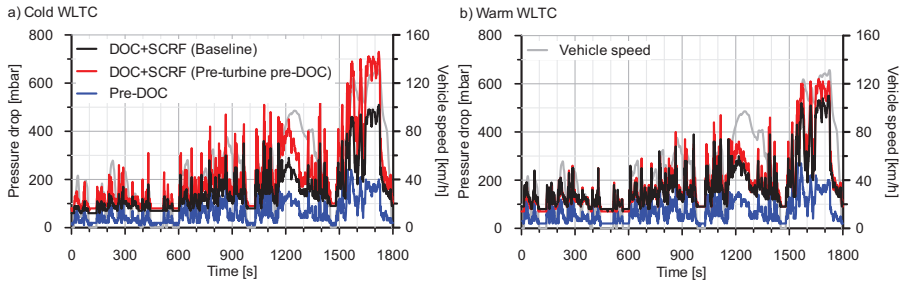 a) Cold WLTC
b) Warm WLTC
800
600
400
200
0
Pressure drop [mbar]
DOC+SCRF (Baseline)
DOC+SCRF (Pre-turbine pre-DOC)
Pre-DOC
160
120
80
40
0
Vehicle speed [km/h]
0 300 600 900 1200 1500 1800
Time [s]
800
600
400
200
0
Pressure drop [mbar]
Vehicle speed
160
120
80
40
0
Vehicle speed [km/h]
0 300 600 900 1200 1500 1800
Time [s]